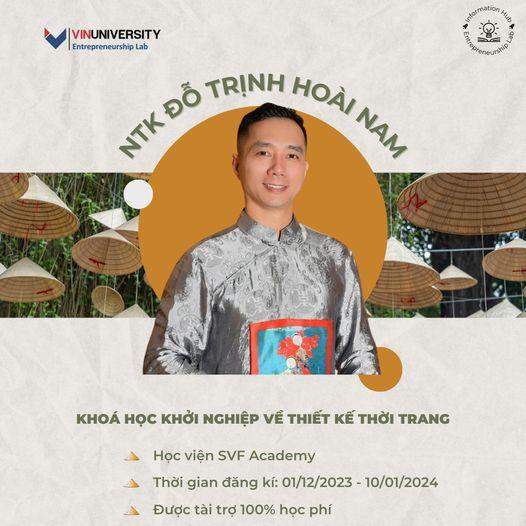 VINUNIVERSITY
Entrepreneurship Lab
Information Hub
Entrepreneurship Lab
NTK ĐỖ TRỊNH HOÀI NAM
KHOÁ HỌC KHỞI NGHIỆP VỀ THIẾT KẾ THỜI TRANG
Học viện SVF Academy
Thời gian đăng kí: 01/12/2023 - 10/01/2024
Được tài trợ 100% học phí